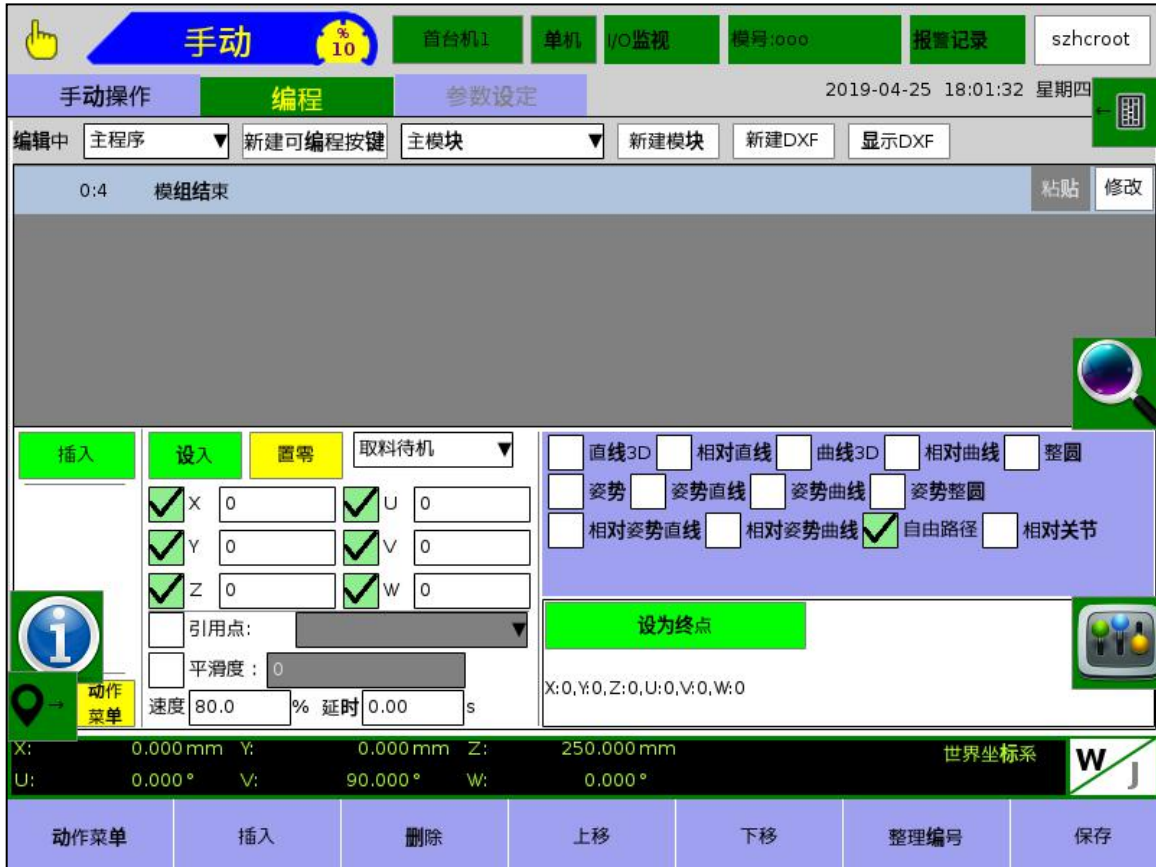 手动 % 10 首台机1 单机 I/O监视 模号:ooo 报警记录 szhcroot
手动操作 编程 参数设定 2019-04-25 18:01:32 星期四
编辑中 主程序 新建可编程按键 主模块 新建模块 新建DXF 显示DXF
0:4 模组结束 粘贴 修改
插入 设入 置零 取料待机
直线3D 相对直线 曲线3D 相对曲线 整圆
姿势 姿势直线 姿势曲线 姿势整圆
相对姿势直线 相对姿势曲线 自由路径 相对关节
X 0 U 0
Y 0 V 0
Z 0 W 0
引用点:
平滑度: 0
速度 80.0 % 延时 0.00 s
动作
菜单
设为终点
X:0,Y:0,Z:0,U:0,V:0,W:0
X: 0.000mm Y: 0.000mm Z: 250.000mm 世界坐标系
U: 0.000° V: 90.000° W: 0.000°
W J
动作菜单 插入 删除 上移 下移 整理编号 保存